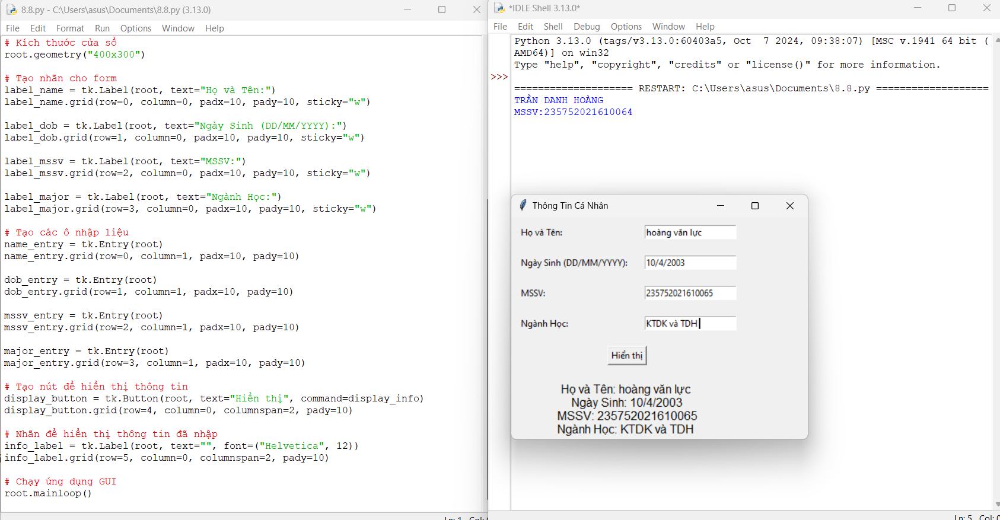 8.8.py - C:\Users\asus\Documents\8.8.py (3.13.0)
File Edit Format Run Options Window Help
# Kích thước cửa sổ
root.geometry("400x300")
# Tạo nhãn cho form
label_name = tk.Label(root, text="Họ và Tên:")
label_name.grid(row=0, column=0, padx=10, pady=10, sticky="w")
label_dob = tk.Label(root, text="Ngày Sinh (DD/MM/YYYY):")
label_dob.grid(row=1, column=0, padx=10, pady=10, sticky="w")
label_mssv = tk.Label(root, text="MSSV:")
label_mssv.grid(row=2, column=0, padx=10, pady=10, sticky="w")
label_major = tk.Label(root, text="Ngành Học:")
label_major.grid(row=3, column=0, padx=10, pady=10, sticky="w")
# Tạo các ô nhập liệu
name_entry = tk.Entry(root)
name_entry.grid(row=0, column=1, padx=10, pady=10)
dob_entry = tk.Entry(root)
dob_entry.grid(row=1, column=1, padx=10, pady=10)
mssv_entry = tk.Entry(root)
mssv_entry.grid(row=2, column=1, padx=10, pady=10)
major_entry = tk.Entry(root)
major_entry.grid(row=3, column=1, padx=10, pady=10)
# Tạo nút để hiển thị thông tin
display_button = tk.Button(root, text="Hiển thị", command=display_info)
display_button.grid(row=4, column=0, columnspan=2, pady=10)
# Nhãn để hiển thị thông tin đã nhập
info_label = tk.Label(root, text="", font=("Helvetica", 12))
info_label.grid(row=5, column=0, columnspan=2, pady=10)
# Chạy ứng dụng GUI
root.mainloop()
*IDLE Shell 3.13.0*
File Edit Shell Debug Options Window Help
Python 3.13.0 (tags/v3.13.0:60403a5, Oct  7 2024, 09:38:07) [MSC v.1941 64 bit (
AMD64)] on win32
Type "help", "copyright", "credits" or "license()" for more information.
>>>
==================== RESTART: C:\Users\asus\Documents\8.8.py ===================
TRẦN DANH HOÀNG
MSSV:235752021610064
Thông Tin Cá Nhân
Họ và Tên: hoàng văn lực
Ngày Sinh (DD/MM/YYYY): 10/4/2003
MSSV: 235752021610065
Ngành Học: KTDK và TDH
Hiển thị
Họ và Tên: hoàng văn lực
Ngày Sinh: 10/4/2003
MSSV: 235752021610065
Ngành Học: KTDK và TDH